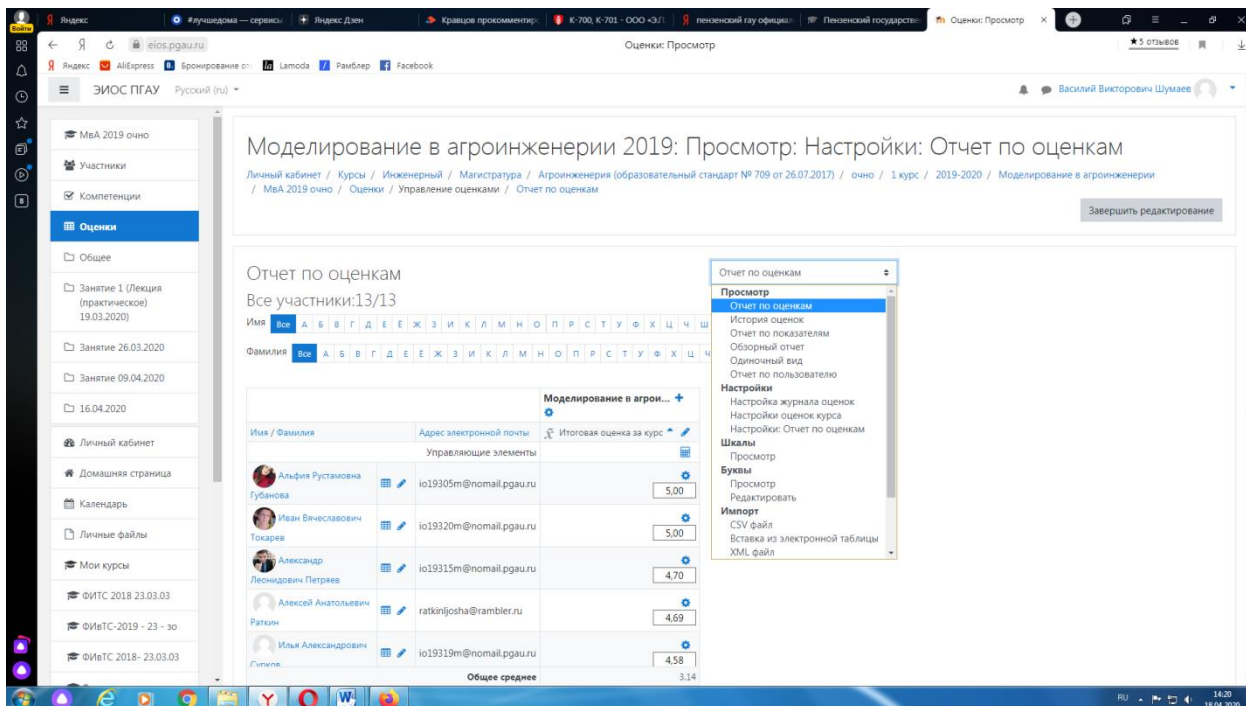 Яндекс
#лучшедома — сервисы
Яндекс Дзен
Кравцов прокомментиро
К-700, К-701 - ООО «ЭЛ
пензенский гау официал
Пензенский государстве
Оценки: Просмотр
Войти
eios.pgau.ru
Оценки: Просмотр
★ 5 отзывов
Яндекс
AliExpress
Бронирование от
Lamoda
Рамблер
Facebook
ЭИОС ПГАУ
Русский (ru)
Василий Викторович Шумаев
МвА 2019 очно
Участники
Компетенции
Оценки
Общее
Занятие 1 (Лекция
(практическое)
19.03.2020)
Занятие 26.03.2020
Занятие 09.04.2020
16.04.2020
Личный кабинет
Домашняя страница
Календарь
Личные файлы
Мои курсы
ФИТС 2018 23.03.03
ФИвТС-2019 - 23 - зо
ФИвТС 2018- 23.03.03
Моделирование в агроинженерии 2019: Просмотр: Настройки: Отчет по оценкам
Личный кабинет / Курсы / Инженерный / Магистратура / Агроинженерия (образовательный стандарт № 709 от 26.07.2017) / очно / 1 курс / 2019-2020 / Моделирование в агроинженерии
/ МвА 2019 очно / Оценки / Управление оценками / Отчет по оценкам
Завершить редактирование
Отчет по оценкам
Все участники:13/13
Имя Все А Б В Г Д Е Ё Ж З И К Л М Н О П Р С Т У Ф Х Ц Ч Ш
Фамилия Все А Б В Г Д Е Ё Ж З И К Л М Н О П Р С Т У Ф Х Ц Ч
Моделирование в агрои...
Имя / Фамилия
Адрес электронной почты
Итоговая оценка за курс
Управляющие элементы
Альфия Рустамовна
Губанова
io19305m@nomail.pgau.ru
5,00
Иван Вячеславович
Токарев
io19320m@nomail.pgau.ru
5,00
Александр
Леонидович Петряев
io19315m@nomail.pgau.ru
4,70
Алексей Анатольевич
Раткин
ratkinljosha@rambler.ru
4,69
Илья Александрович
Сурков
io19319m@nomail.pgau.ru
4,58
Общее среднее
3,14
Отчет по оценкам
Просмотр
Отчет по оценкам
История оценок
Отчет по показателям
Обзорный отчет
Одиночный вид
Отчет по пользователю
Настройки
Настройка журнала оценок
Настройки оценок курса
Настройки: Отчет по оценкам
Шкалы
Просмотр
Буквы
Просмотр
Редактировать
Импорт
CSV файл
Вставка из электронной таблицы
XML файл
RU
14:20
18.04.2020